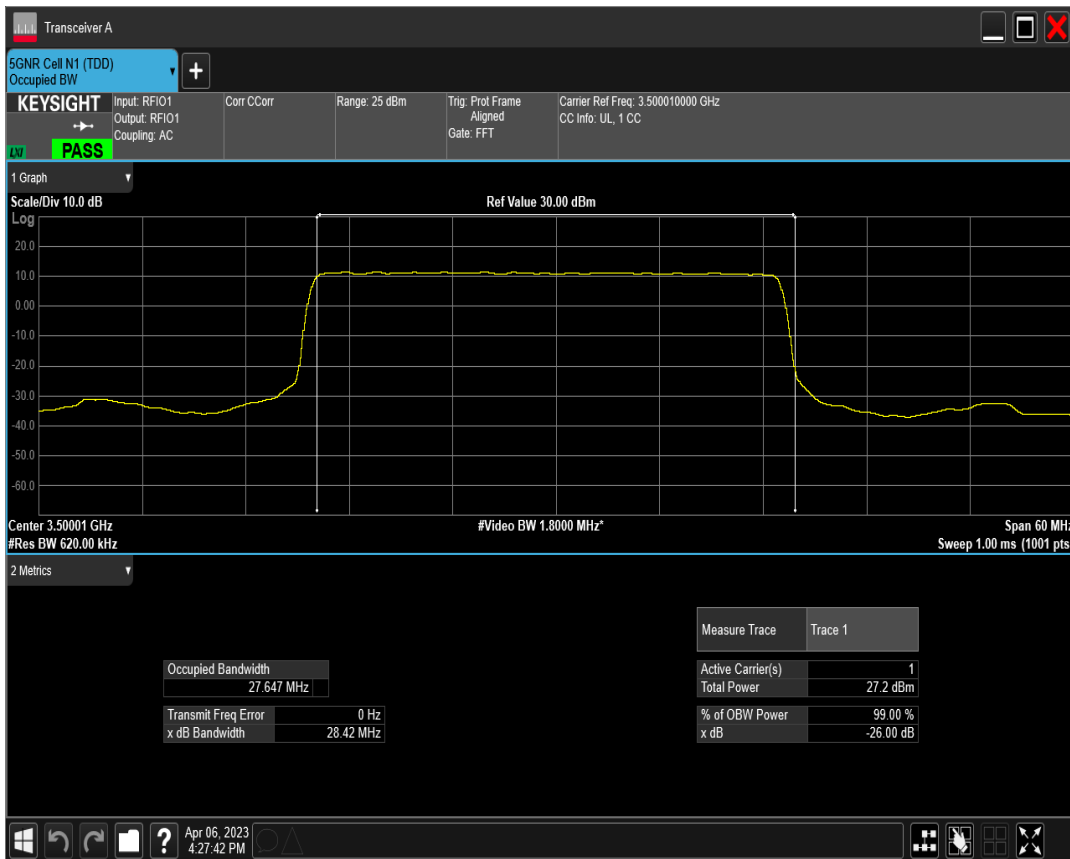 Transceiver A
5GNR Cell N1 (TDD)
Occupied BW
+
KEYSIGHT
LXI
PASS
Input: RFIO1
Output: RFIO1
Coupling: AC
Corr CCorr
Range: 25 dBm
Trig: Prot Frame
Aligned
Gate: FFT
Carrier Ref Freq: 3.500010000 GHz
CC Info: UL, 1 CC
1 Graph
Scale/Div 10.0 dB
Ref Value 30.00 dBm
Log
20.0
10.0
0.00
-10.0
-20.0
-30.0
-40.0
-50.0
-60.0
Center 3.50001 GHz
#Video BW 1.8000 MHz*
Span 60 MHz
#Res BW 620.00 kHz
Sweep 1.00 ms (1001 pts
2 Metrics
Measure Trace Trace 1
Occupied Bandwidth
27.647 MHz
Active Carrier(s) 1
Total Power 27.2 dBm
Transmit Freq Error 0 Hz
x dB Bandwidth 28.42 MHz
% of OBW Power 99.00 %
x dB -26.00 dB
?
Apr 06, 2023
4:27:42 PM